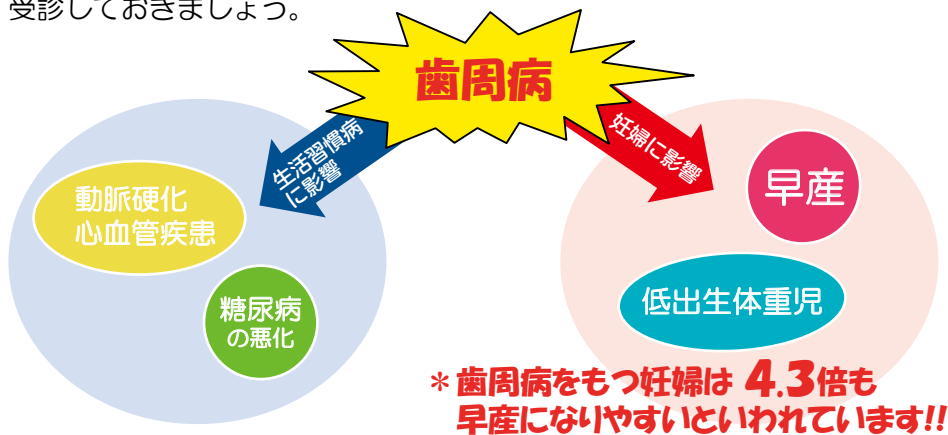 受診しておきましょう。
歯周病
生活習慣病
に影響
妊婦に影響
動脈硬化
心血管疾患
糖尿病
の悪化
早産
低出生体重児
＊歯周病をもつ妊婦は 4.3倍も
早産になりやすいといわれています!!